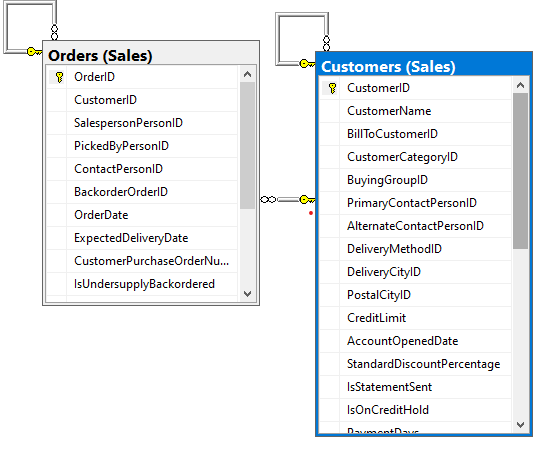 Orders (Sales)
OrderID
CustomerID
SalespersonPersonID
PickedByPersonID
ContactPersonID
BackorderOrderID
OrderDate
ExpectedDeliveryDate
CustomerPurchaseOrderNu...
IsUndersupplyBackordered
Customers (Sales)
CustomerID
CustomerName
BillToCustomerID
CustomerCategoryID
BuyingGroupID
PrimaryContactPersonID
AlternateContactPersonID
DeliveryMethodID
DeliveryCityID
PostalCityID
CreditLimit
AccountOpenedDate
StandardDiscountPercentage
IsStatementSent
IsOnCreditHold
PaymentDays